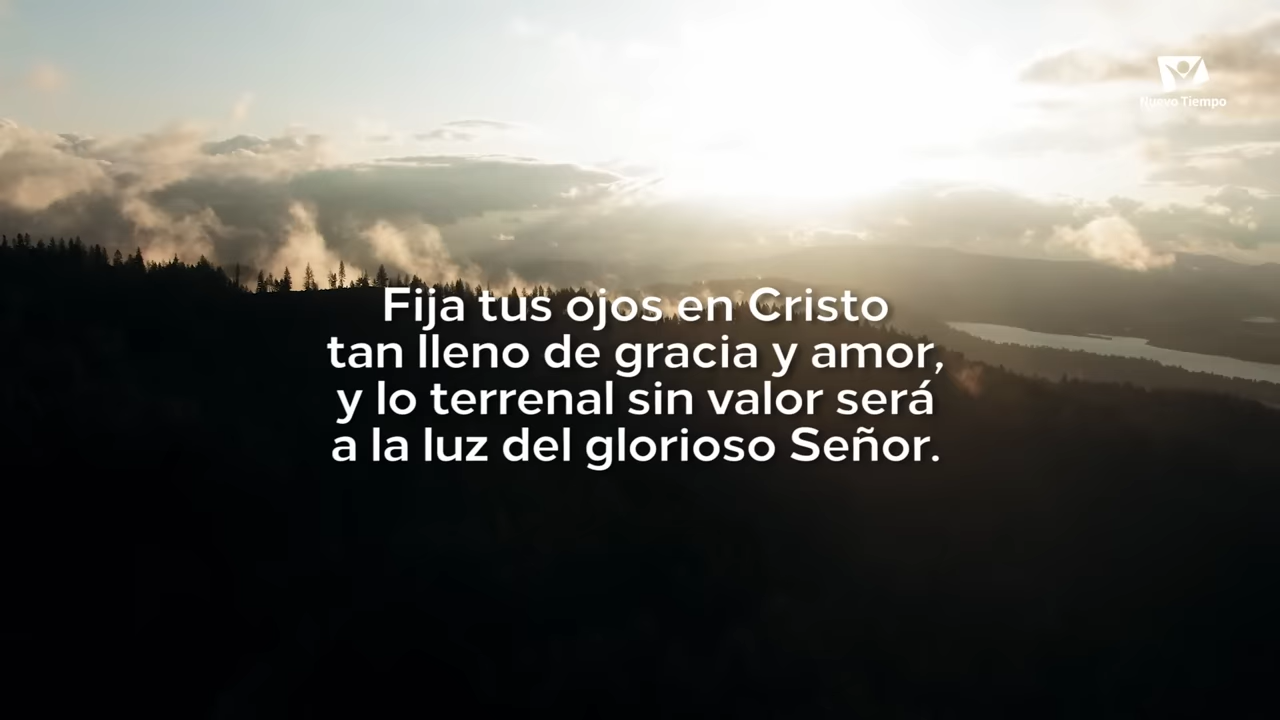 Nuevo Tiempo
Fija tus ojos en Cristo
tan lleno de gracia y amor,
y lo terrenal sin valor será
a la luz del glorioso Señor.